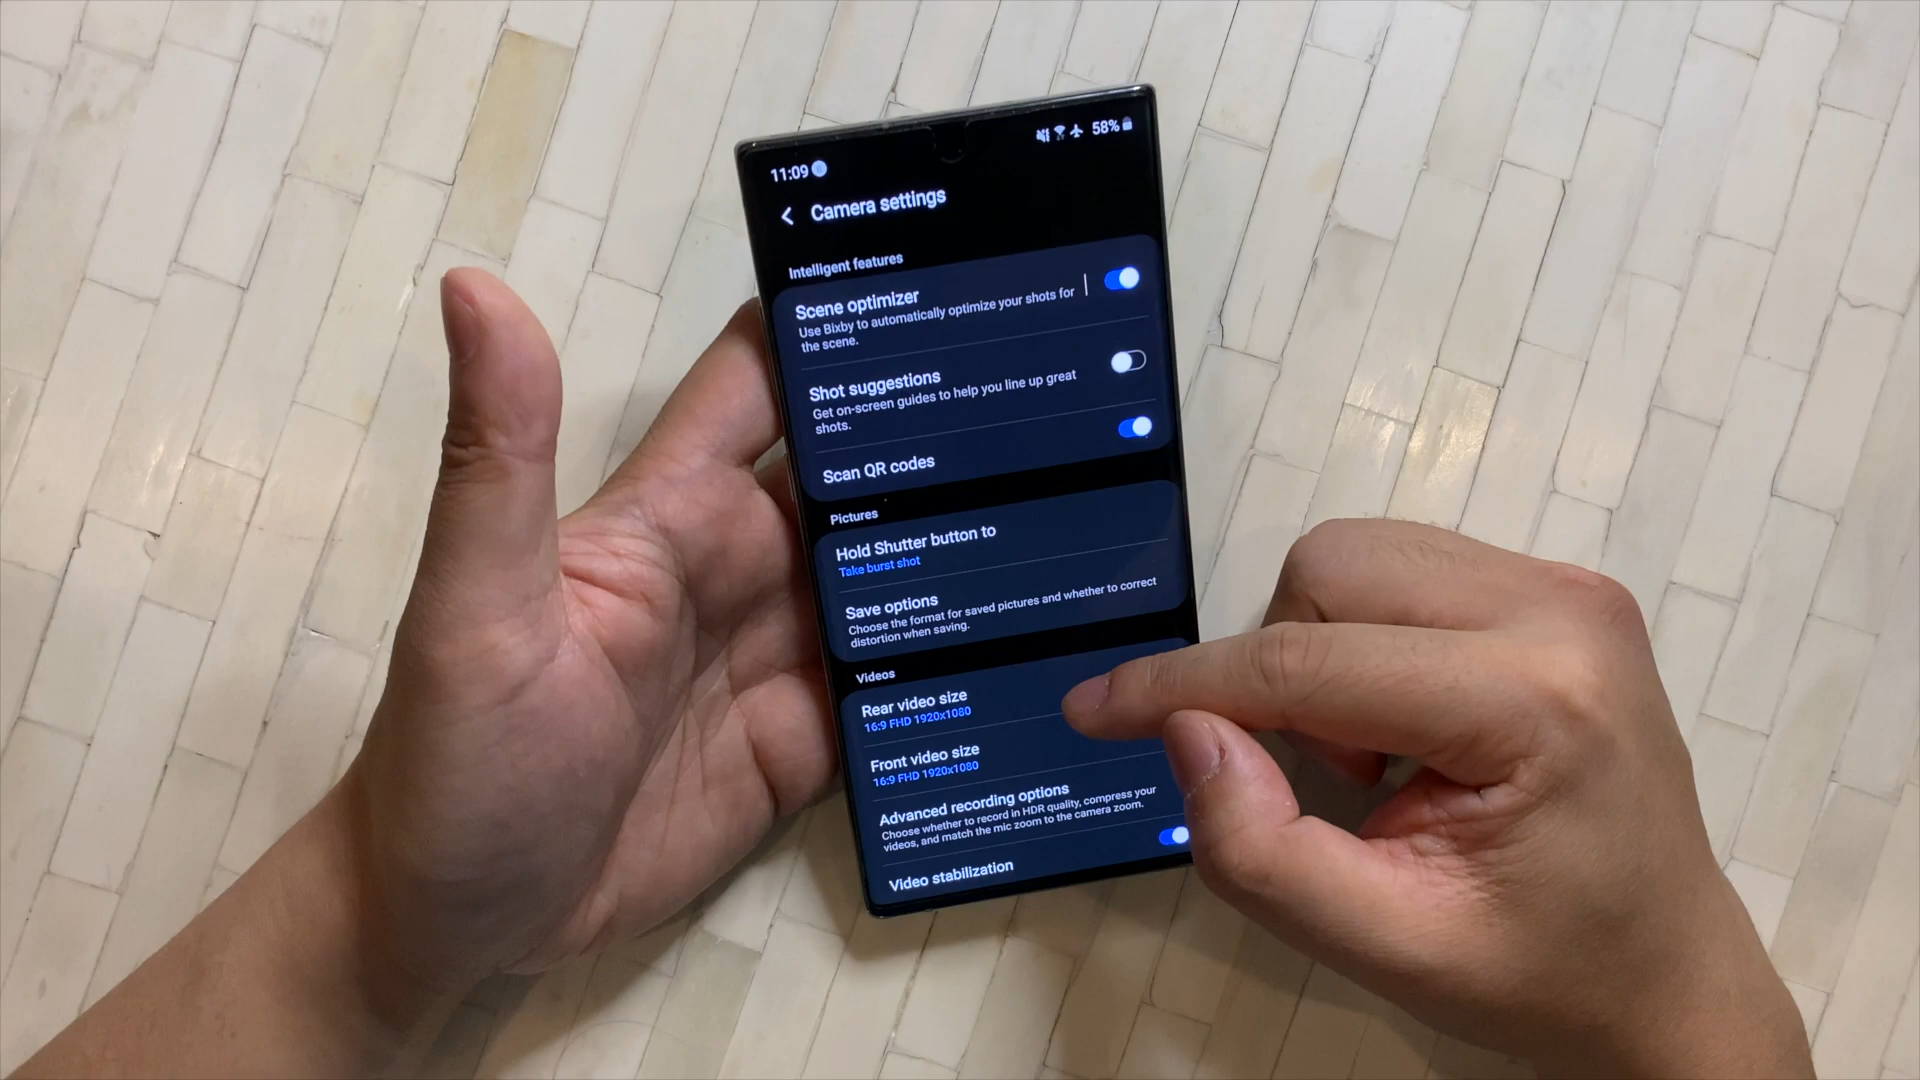 11:09
58%
Camera settings
Intelligent features
Scene optimizer
Use Bixby to automatically optimize your shots for
the scene.
Shot suggestions
Get on-screen guides to help you line up great
shots.
Scan QR codes
Pictures
Hold Shutter button to
Take burst shot
Save options
Choose the format for saved pictures and whether to correct
distortion when saving.
Videos
Rear video size
16:9 FHD 1920x1080
Front video size
16:9 FHD 1920x1080
Advanced recording options
Choose whether to record in HDR quality, compress your
videos, and match the mic zoom to the camera zoom.
Video stabilization